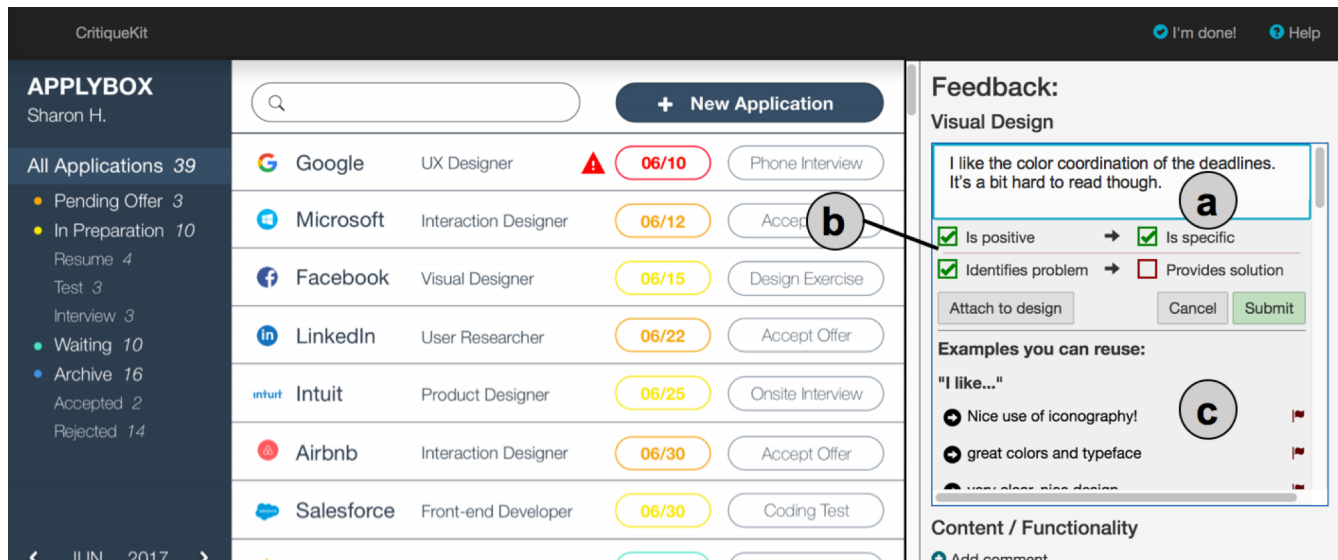 CritiqueKit
I'm done!
Help
APPLYBOX
Sharon H.
All Applications 39
Pending Offer 3
In Preparation 10
Resume 4
Test 3
Interview 3
Waiting 10
Archive 16
Accepted 2
Rejected 14
JUN 2017
+ New Application
Google UX Designer 06/10 Phone Interview
Microsoft Interaction Designer 06/12
Facebook Visual Designer 06/15 Design Exercise
LinkedIn User Researcher 06/22 Accept Offer
intuit Intuit Product Designer 06/25 Onsite Interview
Airbnb Interaction Designer 06/30 Accept Offer
Salesforce Front-end Developer 06/30 Coding Test
b
Feedback:
Visual Design
I like the color coordination of the deadlines.
It's a bit hard to read though.
a
Is positive → Is specific
Identifies problem → Provides solution
Attach to design Cancel Submit
Examples you can reuse:
"I like..."
Nice use of iconography!
c
great colors and typeface
very clear, nice design
Content / Functionality
Add comment